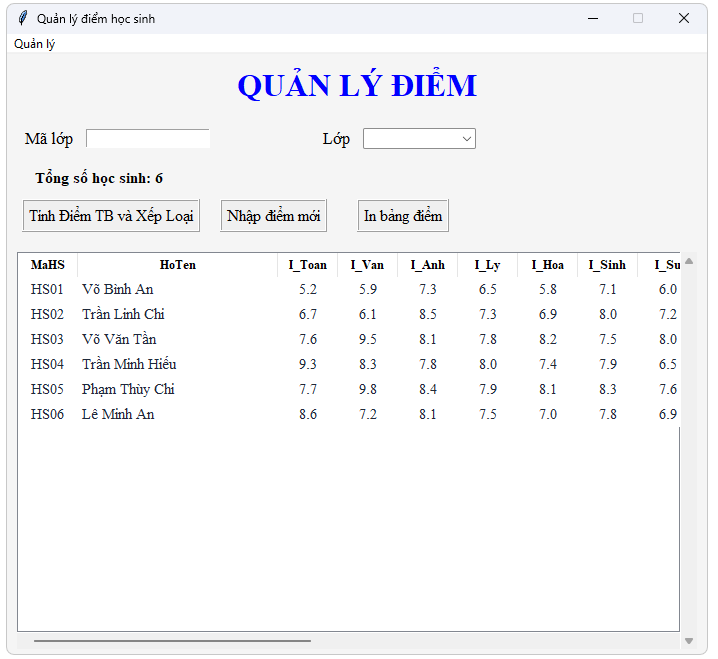 Quản lý điểm học sinh
Quản lý
QUẢN LÝ ĐIỂM
Mã lớp Lớp
Tổng số học sinh: 6
Tính Điểm TB và Xếp Loại Nhập điểm mới In bảng điểm
MaHS HoTen I_Toan I_Van I_Anh I_Ly I_Hoa I_Sinh I_Su
HS01 Võ Bình An 5.2 5.9 7.3 6.5 5.8 7.1 6.0
HS02 Trần Linh Chi 6.7 6.1 8.5 7.3 6.9 8.0 7.2
HS03 Võ Văn Tần 7.6 9.5 8.1 7.8 8.2 7.5 8.0
HS04 Trần Minh Hiếu 9.3 8.3 7.8 8.0 7.4 7.9 6.5
HS05 Phạm Thùy Chi 7.7 9.8 8.4 7.9 8.1 8.3 7.6
HS06 Lê Minh An 8.6 7.2 8.1 7.5 7.0 7.8 6.9